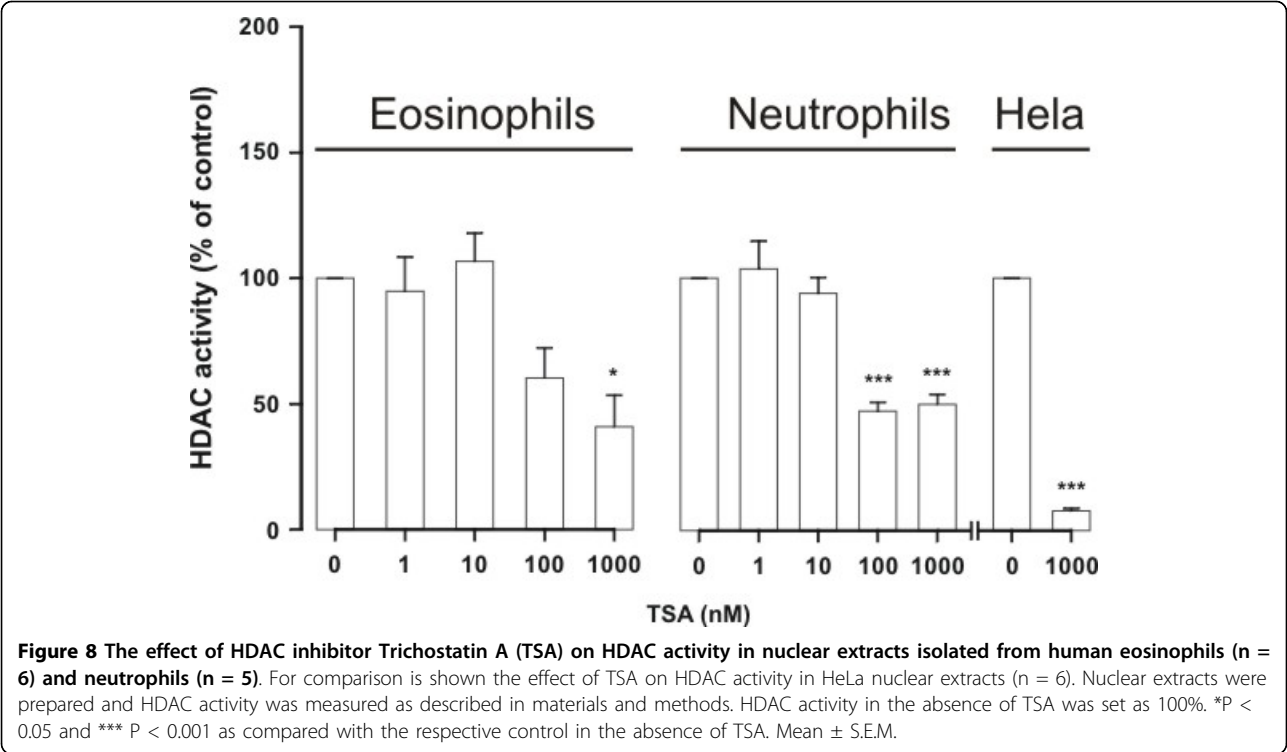 200
150
100
50
0
HDAC activity (% of control)
Eosinophils
Neutrophils
Hela
*
***
***
***
0 1 10 100 1000 0 1 10 100 1000 0 1000
TSA (nM)
Figure 8 The effect of HDAC inhibitor Trichostatin A (TSA) on HDAC activity in nuclear extracts isolated from human eosinophils (n =
6) and neutrophils (n = 5). For comparison is shown the effect of TSA on HDAC activity in HeLa nuclear extracts (n = 6). Nuclear extracts were
prepared and HDAC activity was measured as described in materials and methods. HDAC activity in the absence of TSA was set as 100%. *P <
0.05 and *** P < 0.001 as compared with the respective control in the absence of TSA. Mean ± S.E.M.